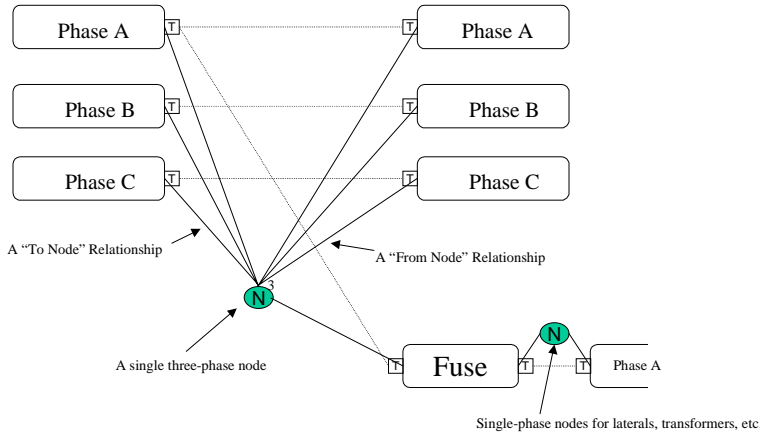 Phase A T T Phase A
Phase B T T Phase B
Phase C T T Phase C
A “To Node” Relationship
A “From Node” Relationship
N 3
A single three-phase node
T Fuse T N T Phase A
Single-phase nodes for laterals, transformers, etc